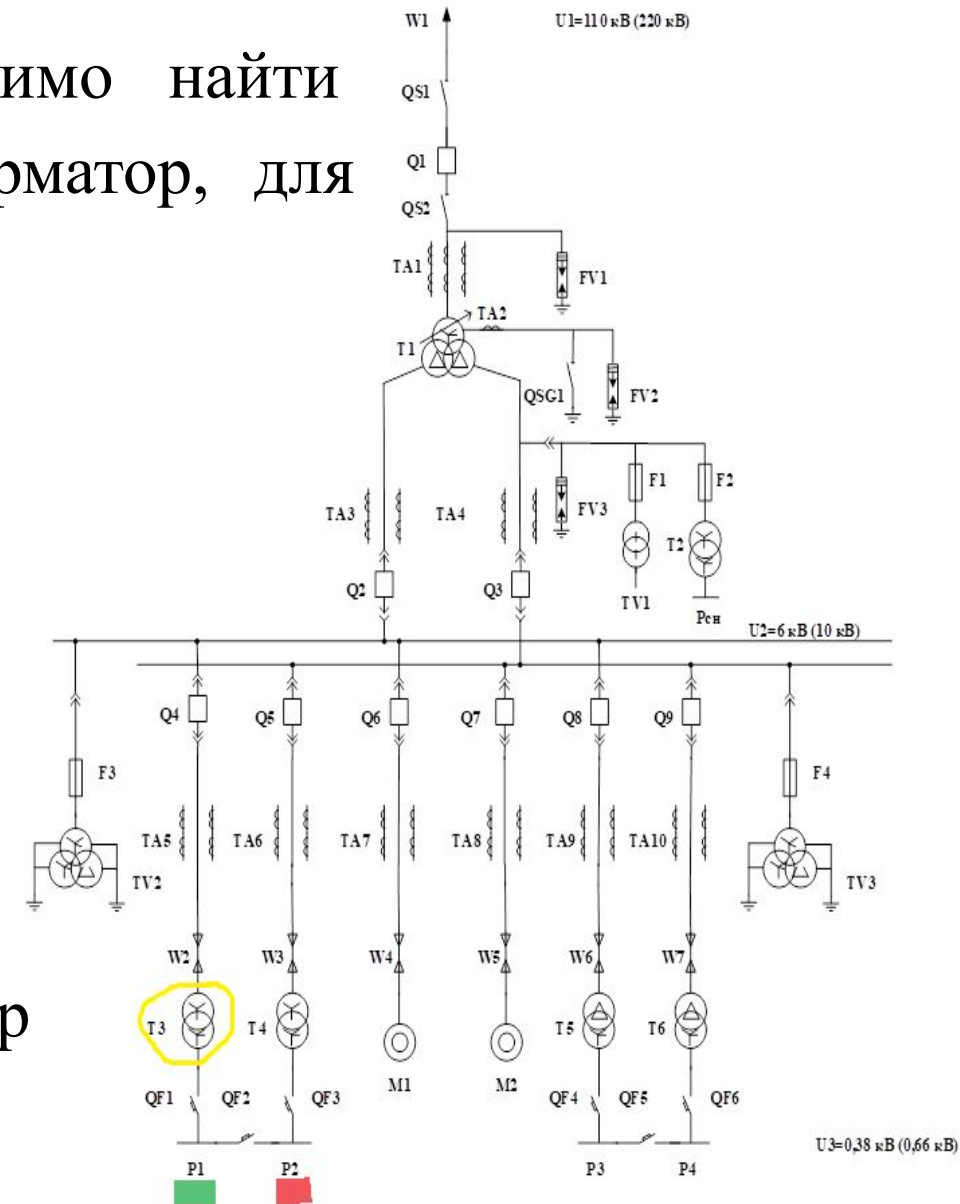 W1 U1=110 кВ (220 кВ)
имо найти
QS1
Q1
рматор, для
QS2
TA1 FV1
TA2
T1
QSG1 FV2
F1 F2
TA3 TA4 FV3
T2
Q2 Q3
TV1
Pсн
U2=6 кВ (10 кВ)
Q4 Q5 Q6 Q7 Q8 Q9
F3 F4
TA5 TA6 TA7 TA8 TA9 TA10
TV2 TV3
W2 W3 W4 W5 W6 W7
р
T3 T4 T5 T6
M1 M2
QF1 QF2 QF3 QF4 QF5 QF6
U3=0,38 кВ (0,66 кВ)
P1 P2 P3 P4